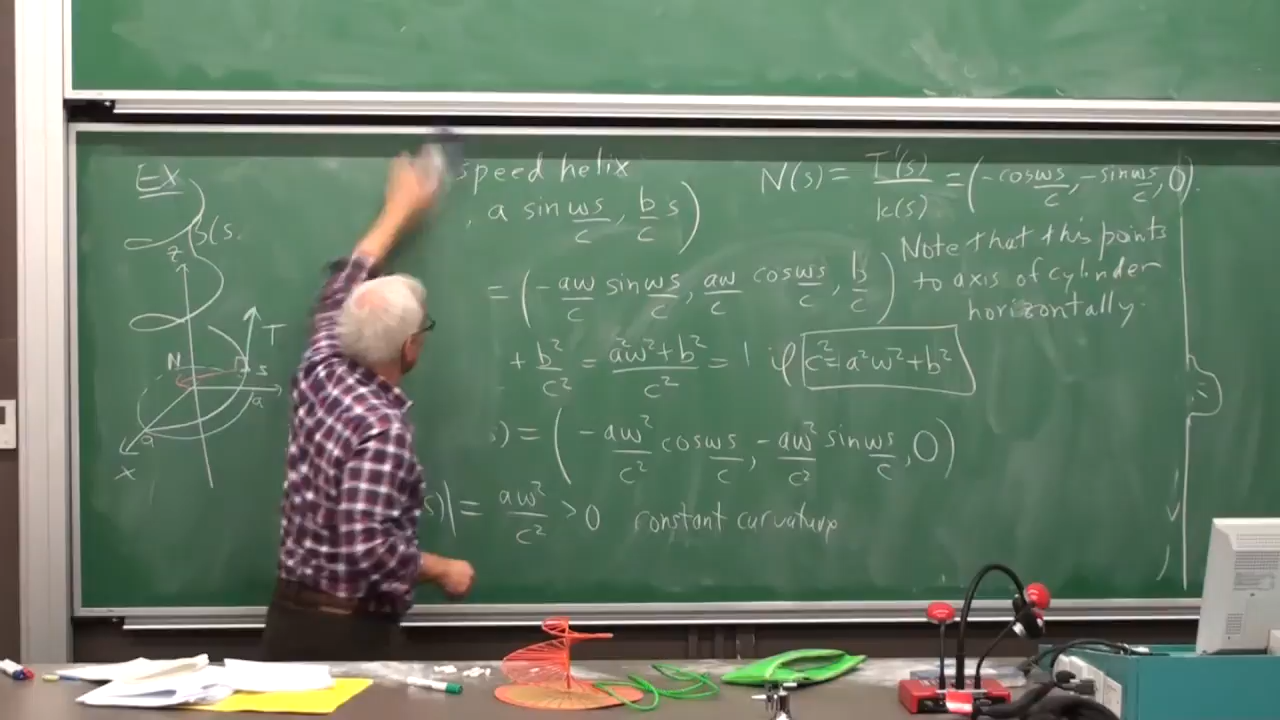 EX
speed helix
β(s
, a sin ws/c, b/c s)
= (-aw/c sin ws/c, aw/c cos ws/c, b/c)
+ b²/c² = a²w²+b²/c² = 1 if c²=a²w²+b²
s) = (-aw²/c² cos ws/c, -aw²/c² sin ws/c, 0)
s)| = aw²/c² > 0 constant curvature
z
T
N
s
a
a
x
N(s) = T'(s)/k(s) = (-cos ws/c, -sin ws/c, 0).
Note that this points
to axis of cylinder
horizontally.